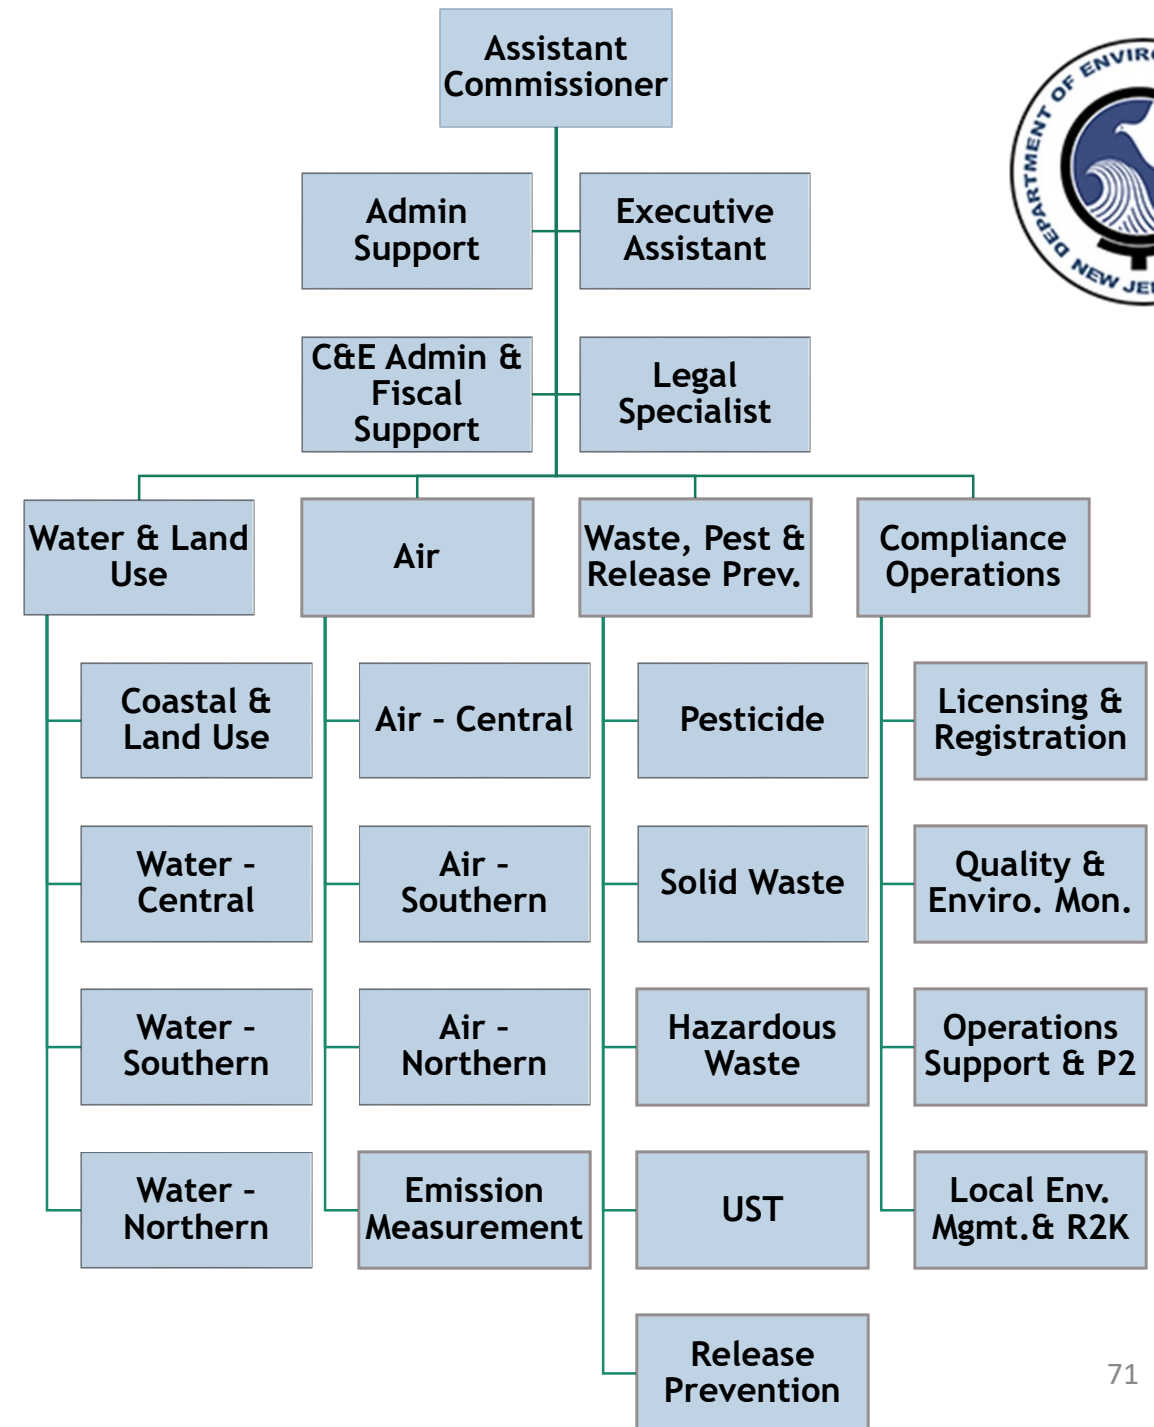 Assistant
Commissioner
DEPARTMENT OF
NEW
Admin
Support
Executive
Assistant
C&E Admin &
Fiscal
Support
Legal
Specialist
Water & Land
Use
Air
Waste, Pest &
Release Prev.
Compliance
Operations
Coastal &
Land Use
Air - Central
Pesticide
Licensing &
Registration
Water -
Central
Air -
Southern
Solid Waste
Quality &
Enviro. Mon.
Water -
Southern
Air -
Northern
Hazardous
Waste
Operations
Support & P2
Water -
Northern
Emission
Measurement
UST
Local Env.
Mgmt.& R2K
Release
Prevention
71